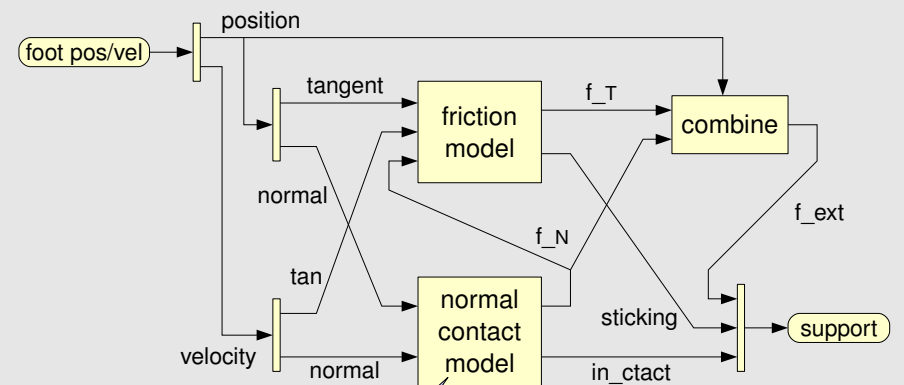 position
foot pos/vel
tangent
f_T
friction
model
combine
normal
f_N
f_ext
tan
normal
contact
model
sticking
support
velocity
normal
in_ctact